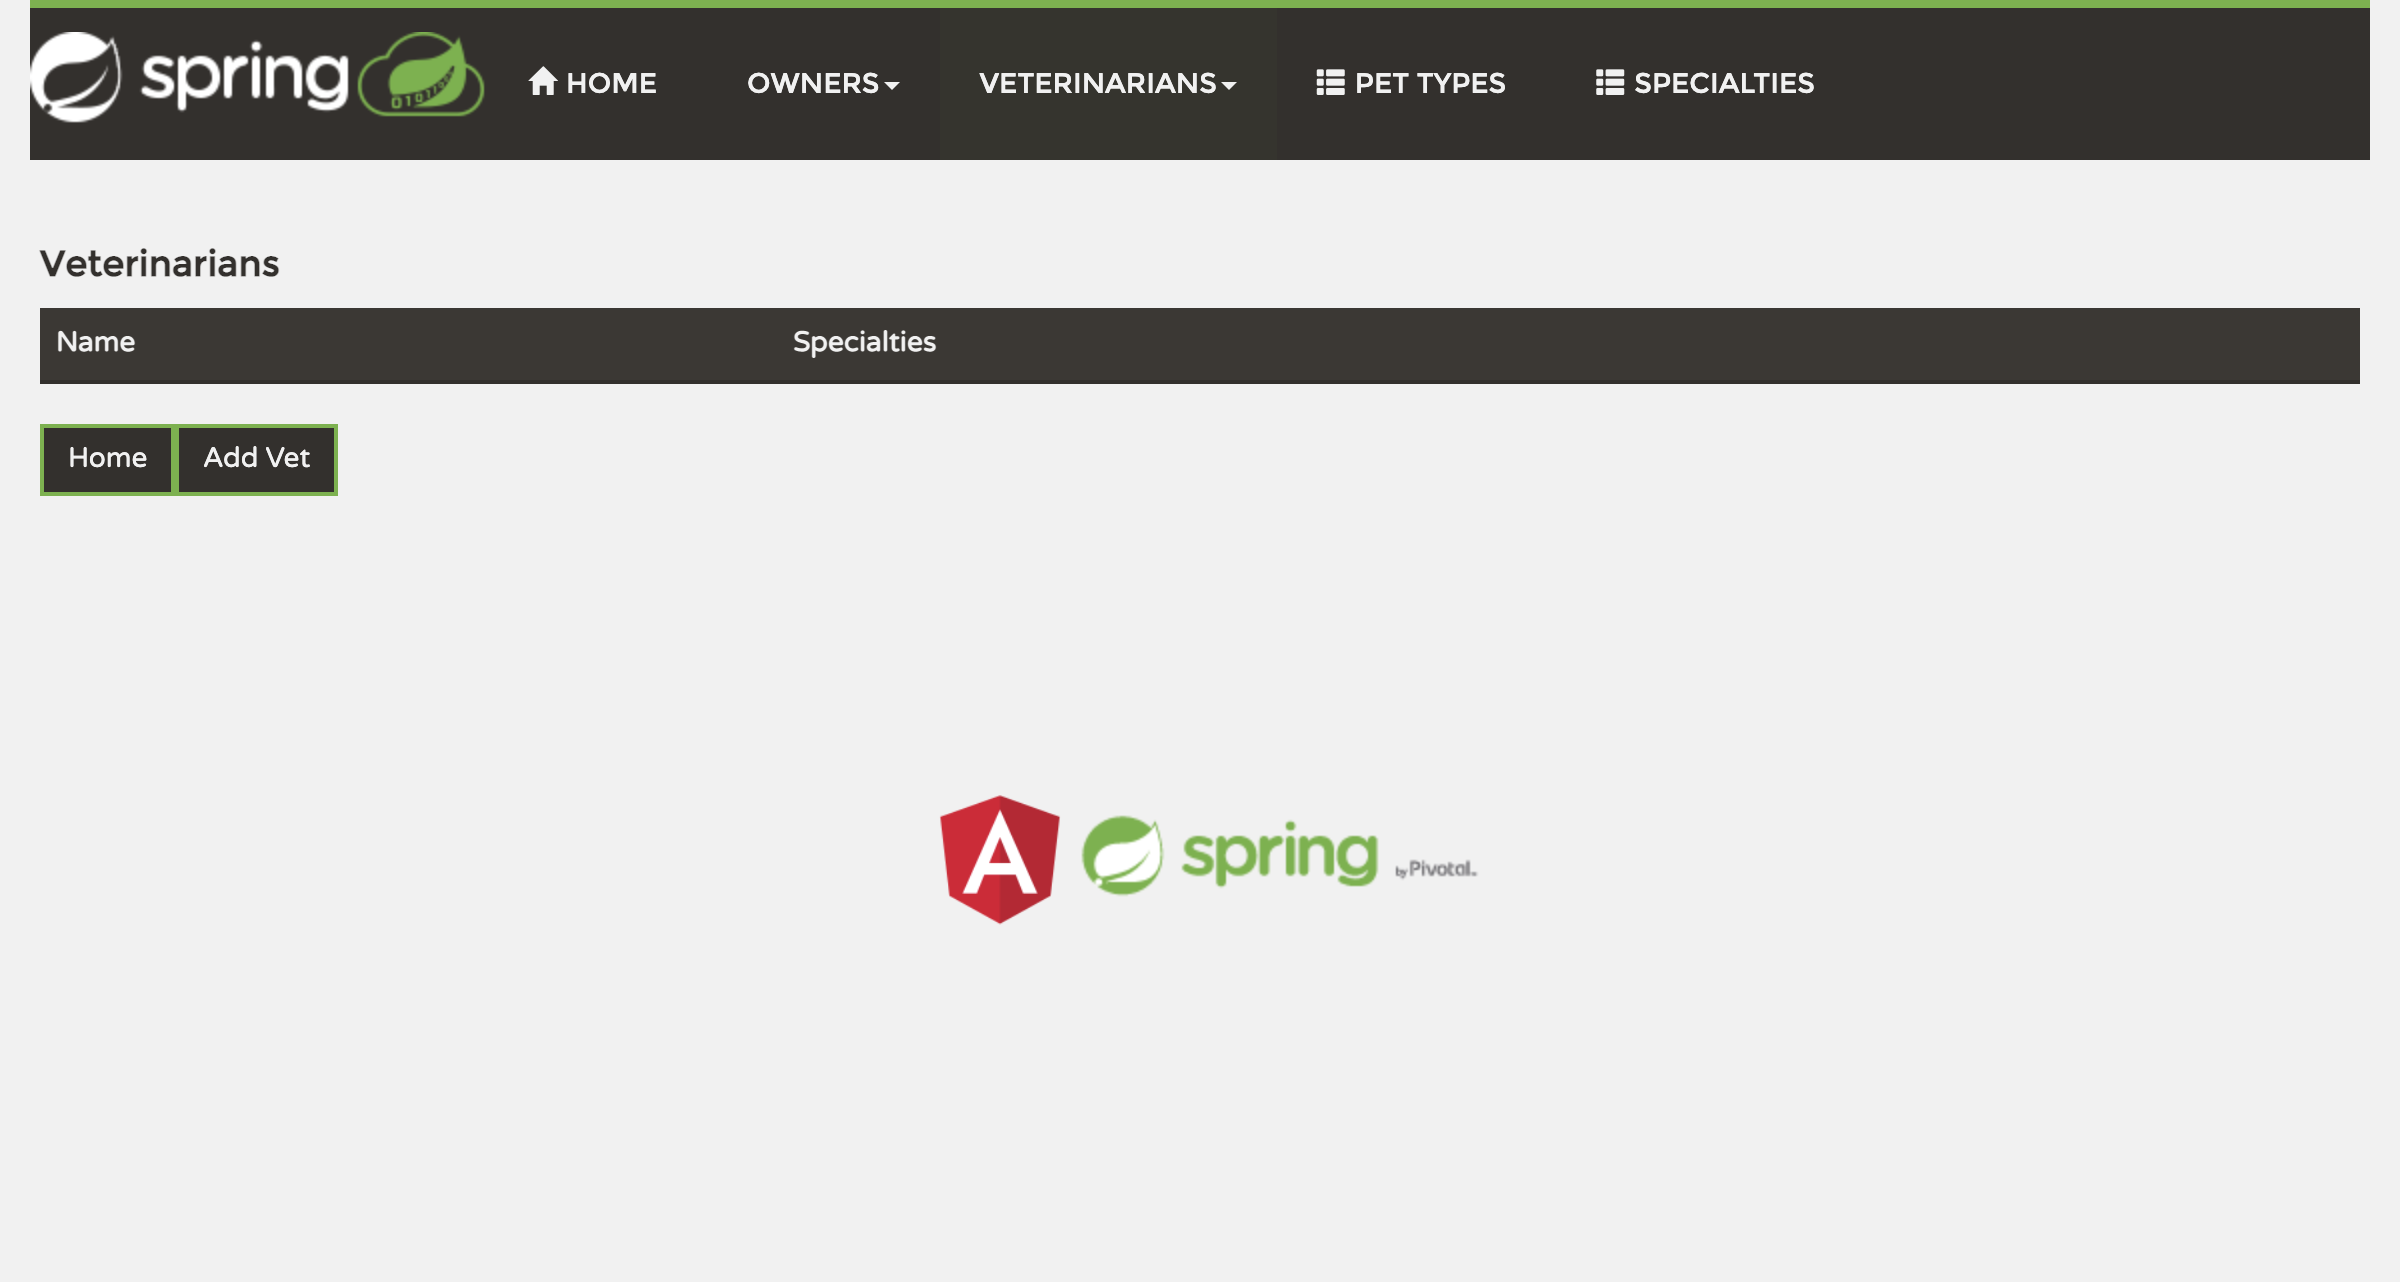 spring HOME OWNERS VETERINARIANS PET TYPES SPECIALTIES
Veterinarians
Name Specialties
Home Add Vet
A spring by Pivotal